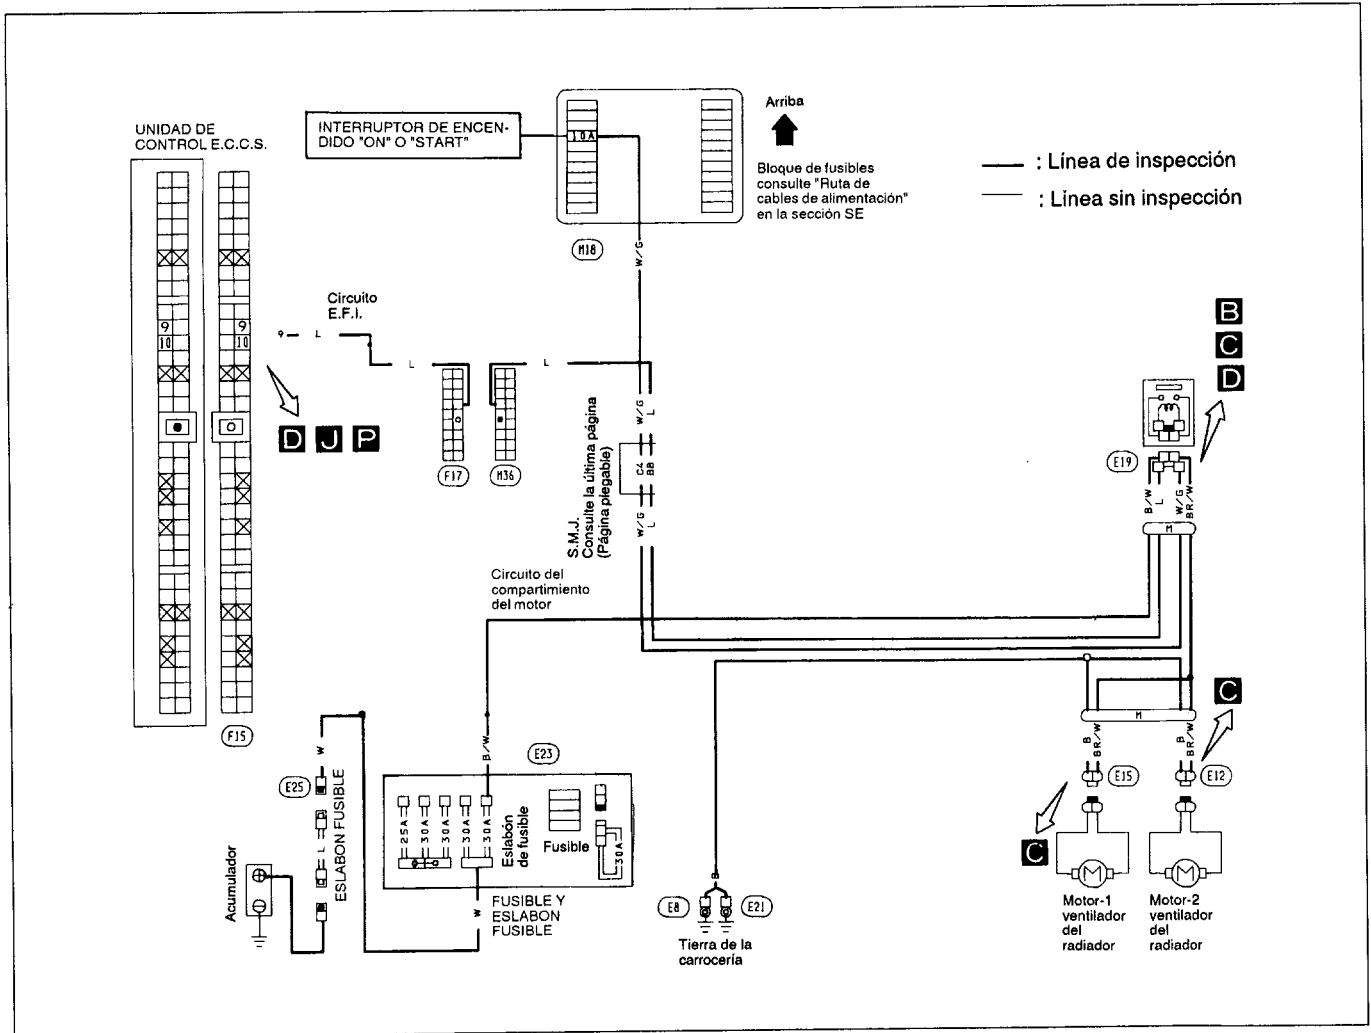 UNIDAD DE
CONTROL E.C.C.S.
INTERRUPTOR DE ENCEN-
DIDO "ON" O "START"
10A
Arriba
Bloque de fusibles
consulte "Ruta de
cables de alimentación"
en la sección SE
: Línea de inspección
: Línea sin inspección
M18
W/G
Circuito
E.F.I.
9
10
9
10
9
L
L
L
D J P
F17
M36
W/G
L
C4
BB
W/G
L
S.M.J.
Consulte la última página
(Página plegable)
B
C
D
E19
B/W
L
W/G
BR/W
M
Circuito del
compartimiento
del motor
F15
W
E25
ESLABON FUSIBLE
L
Acumulador
B/W
E23
25A
30A
30A
30A
30A
Eslabón
de fusible
Fusible
30A
W
FUSIBLE Y
ESLABON
FUSIBLE
B
E8
E21
Tierra de la
carrocería
M
C
B
BR/W
B
BR/W
E15
E12
C
M
M
Motor-1
ventilador
del
radiador
Motor-2
ventilador
del
radiador